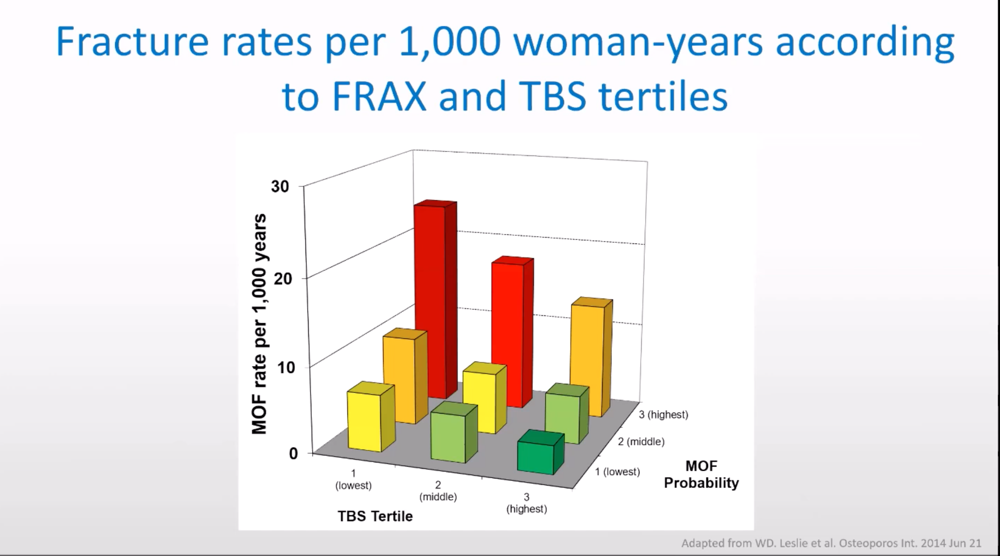 Fracture rates per 1,000 woman-years according
to FRAX and TBS tertiles
30
20
10
0
MOF rate per 1,000 years
1
(lowest)
2
(middle)
3
(highest)
TBS Tertile
3 (highest)
2 (middle)
1 (lowest)
MOF
Probability
Adapted from WD. Leslie et al. Osteoporos Int. 2014 Jun 21